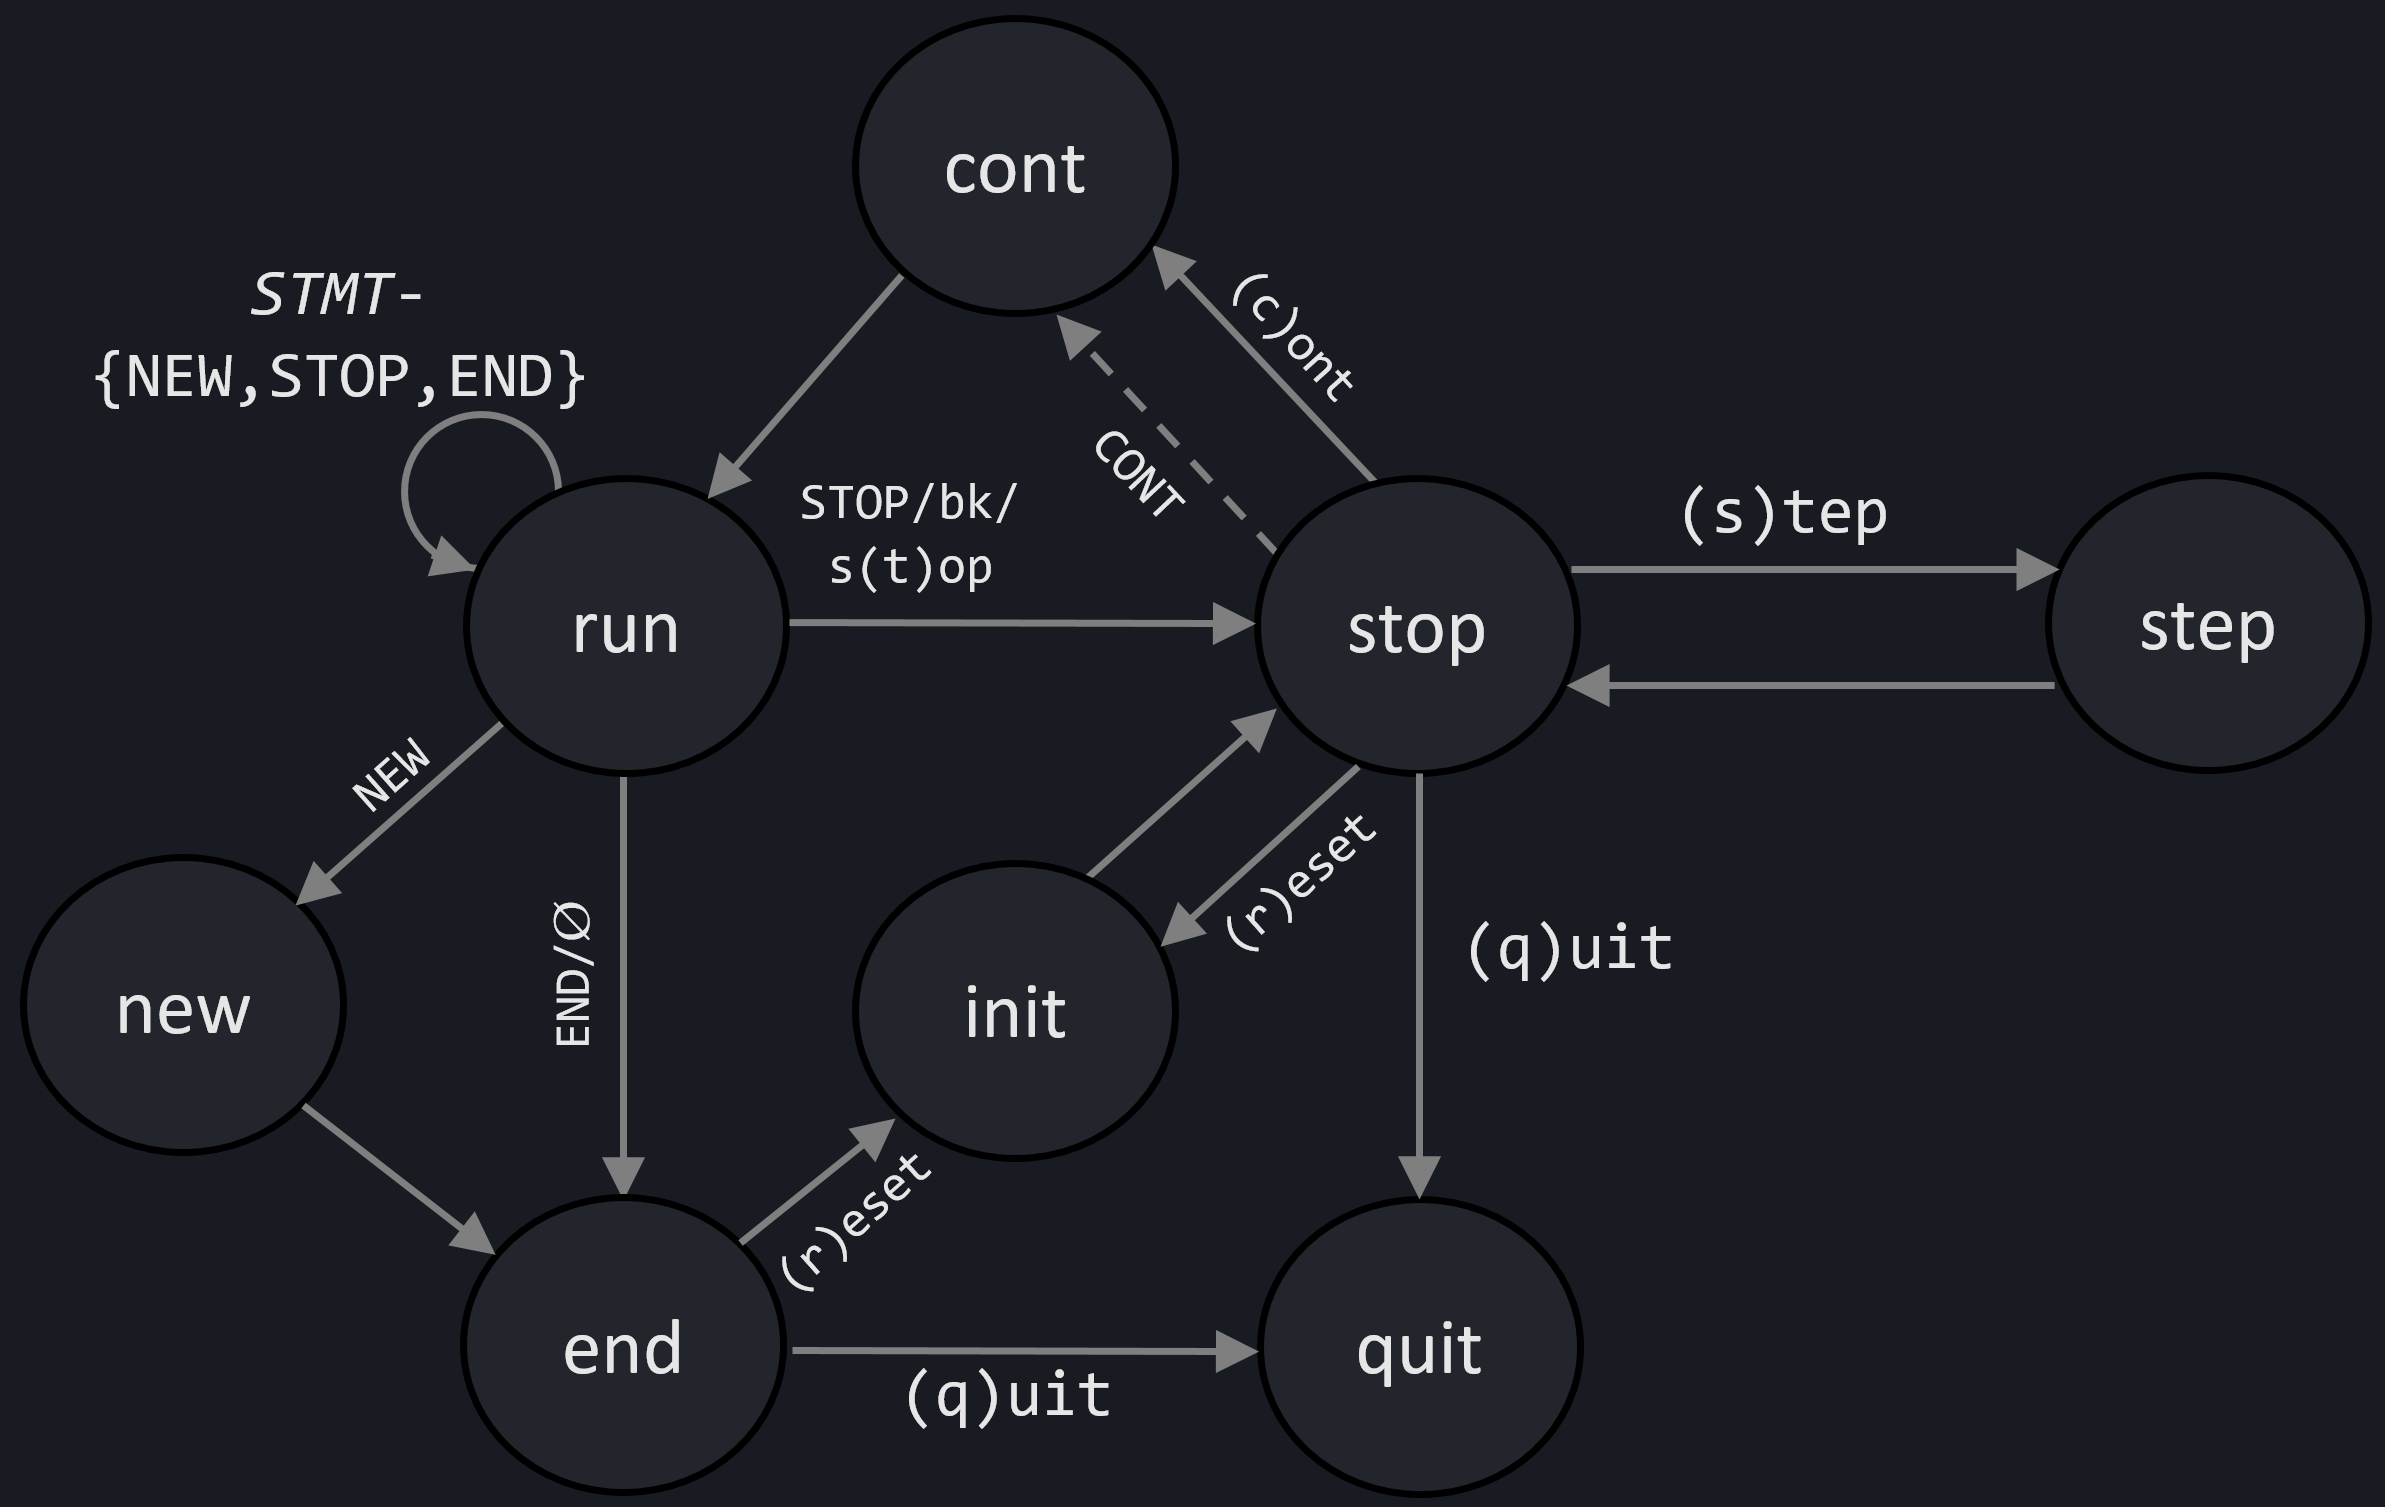 cont
STMT-
{NEW,STOP,END}
(c)ont
CONT
STOP/bk/
s(t)op
(s)tep
run
stop
step
NEW
(r)eset
END/∅
(q)uit
new
init
(r)eset
end
(q)uit
quit